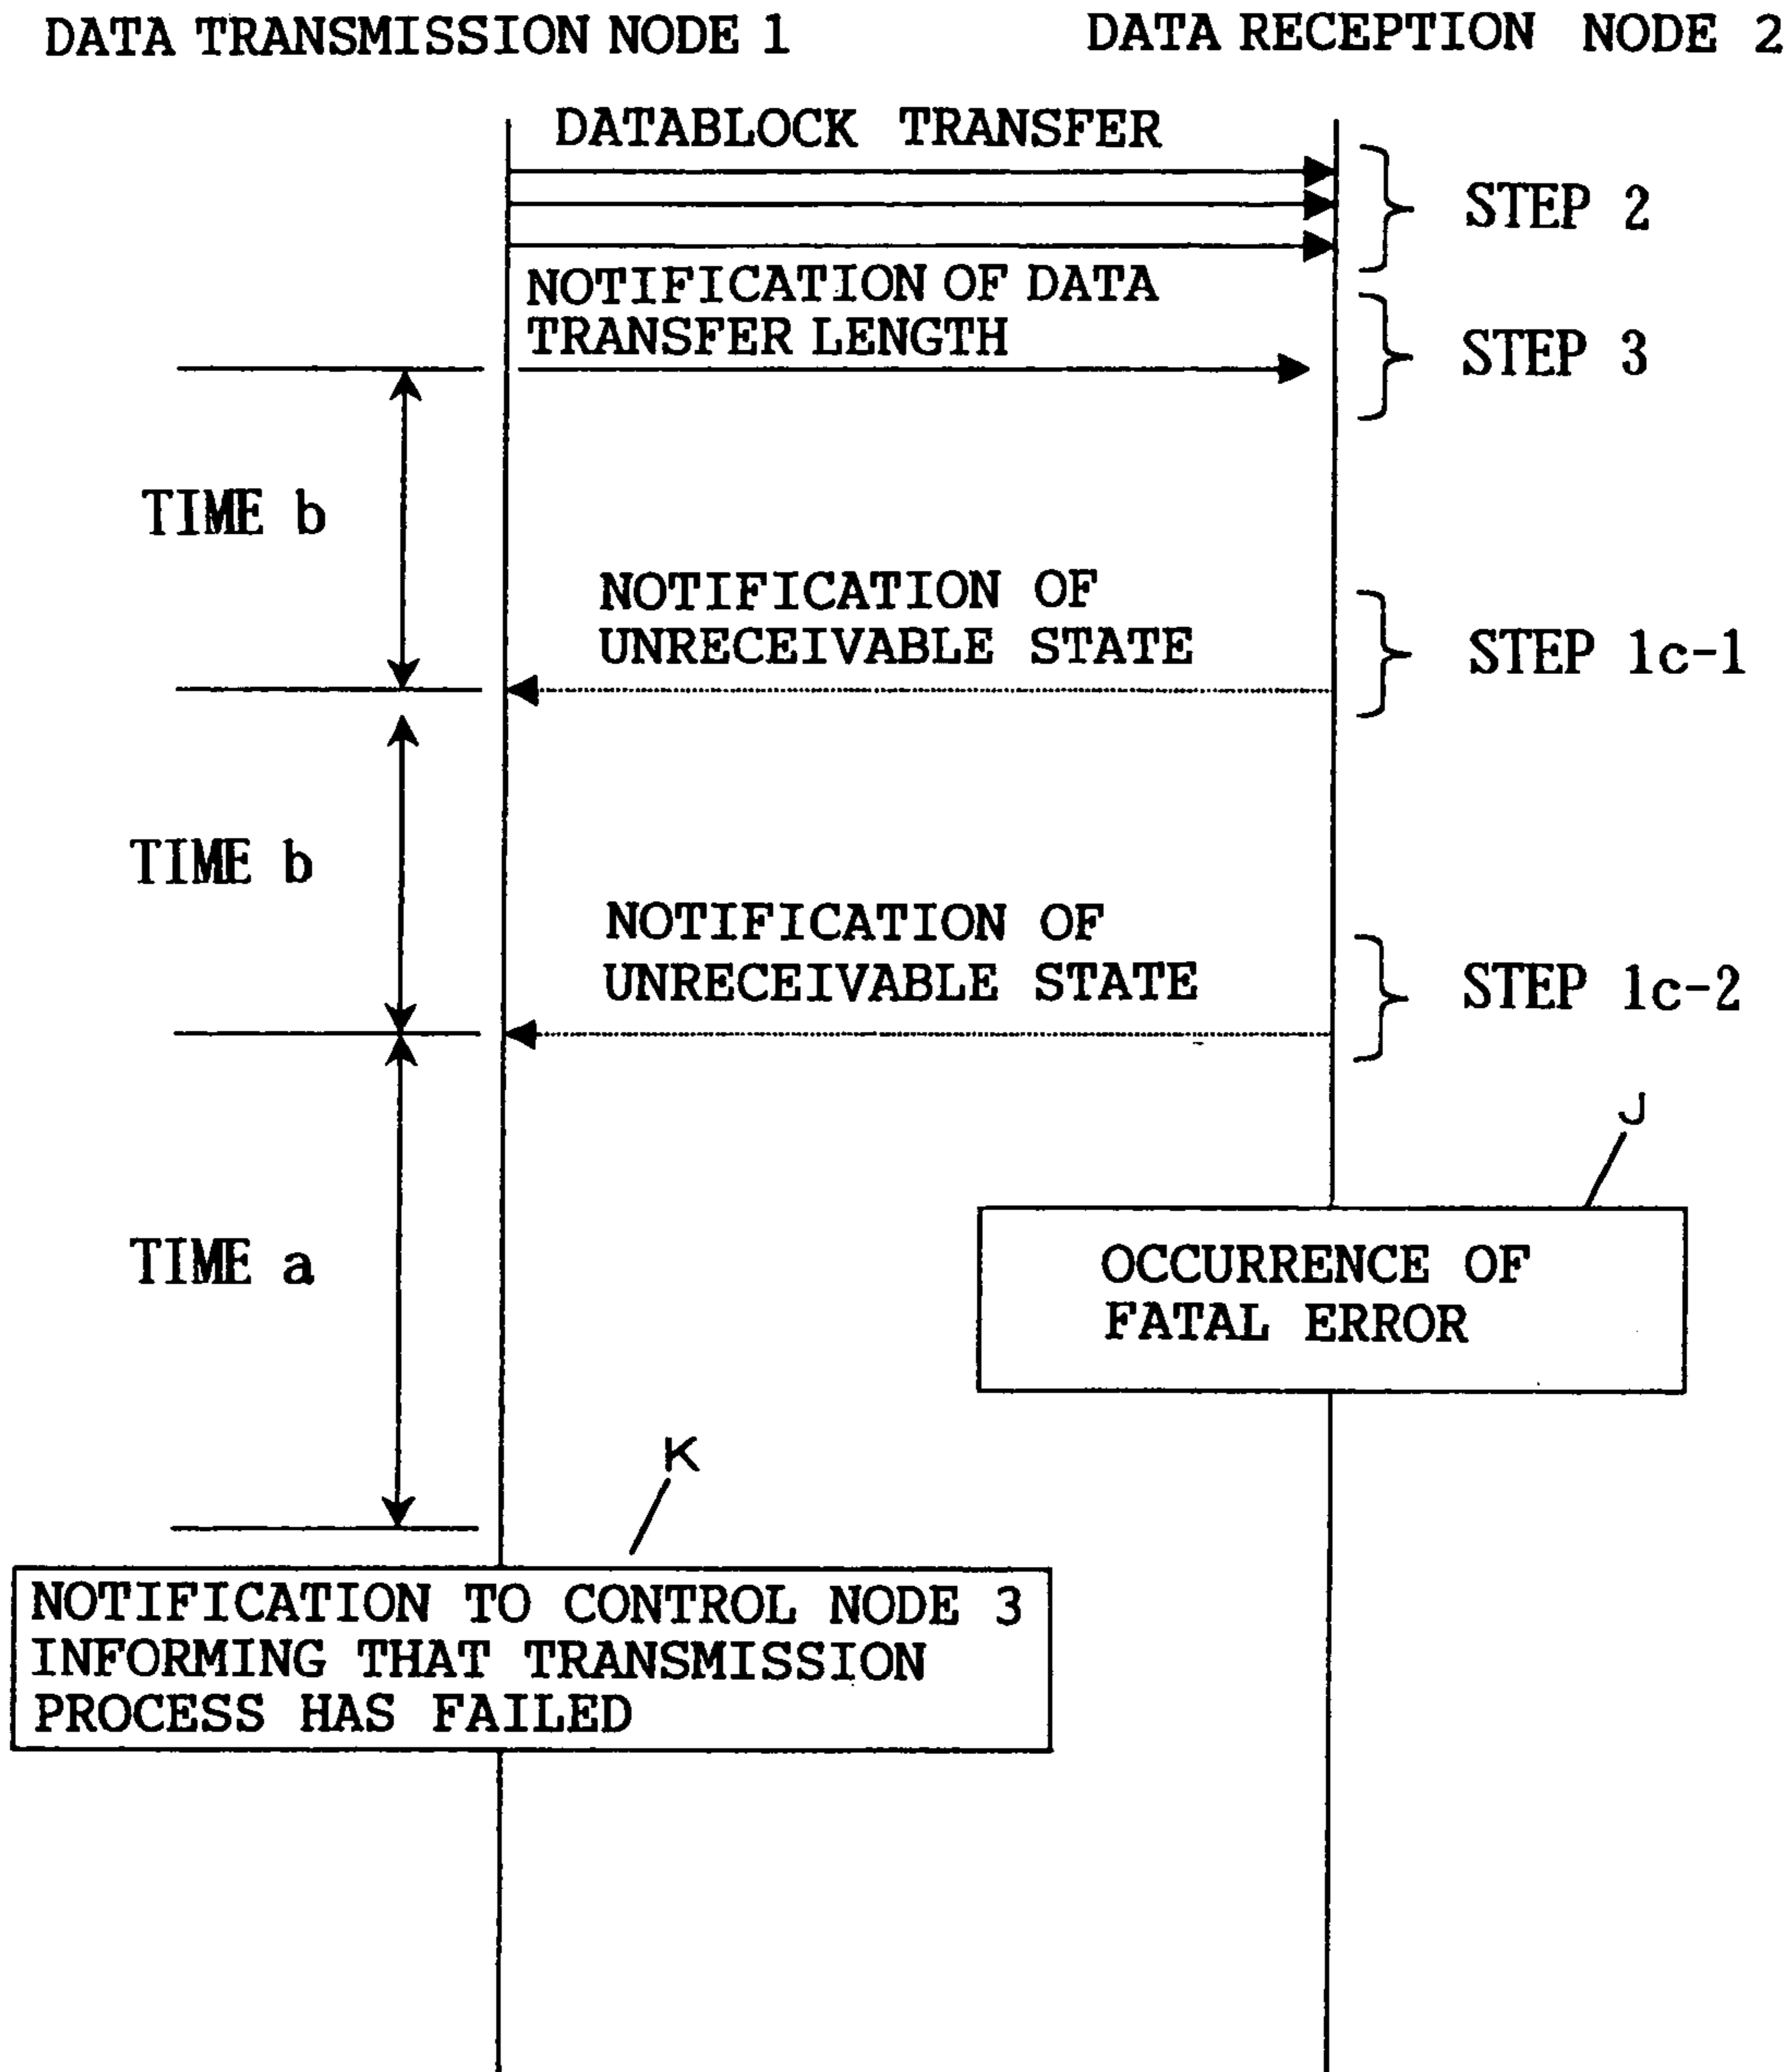 DATA TRANSMISSION NODE 1
DATA RECEPTION NODE 2
DATABLOCK TRANSFER
STEP 2
NOTIFICATION OF DATA
TRANSFER LENGTH
STEP 3
TIME b
NOTIFICATION OF
UNRECEIVABLE STATE
STEP 1c-1
TIME b
NOTIFICATION OF
UNRECEIVABLE STATE
STEP 1c-2
J
TIME a
OCCURRENCE OF
FATAL ERROR
K
NOTIFICATION TO CONTROL NODE 3
INFORMING THAT TRANSMISSION
PROCESS HAS FAILED